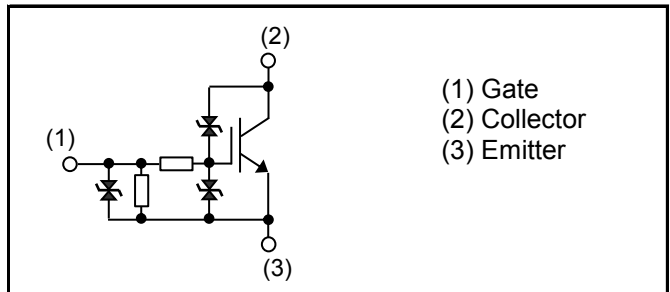 (2)
(1)
(3)
(1) Gate
(2) Collector
(3) Emitter